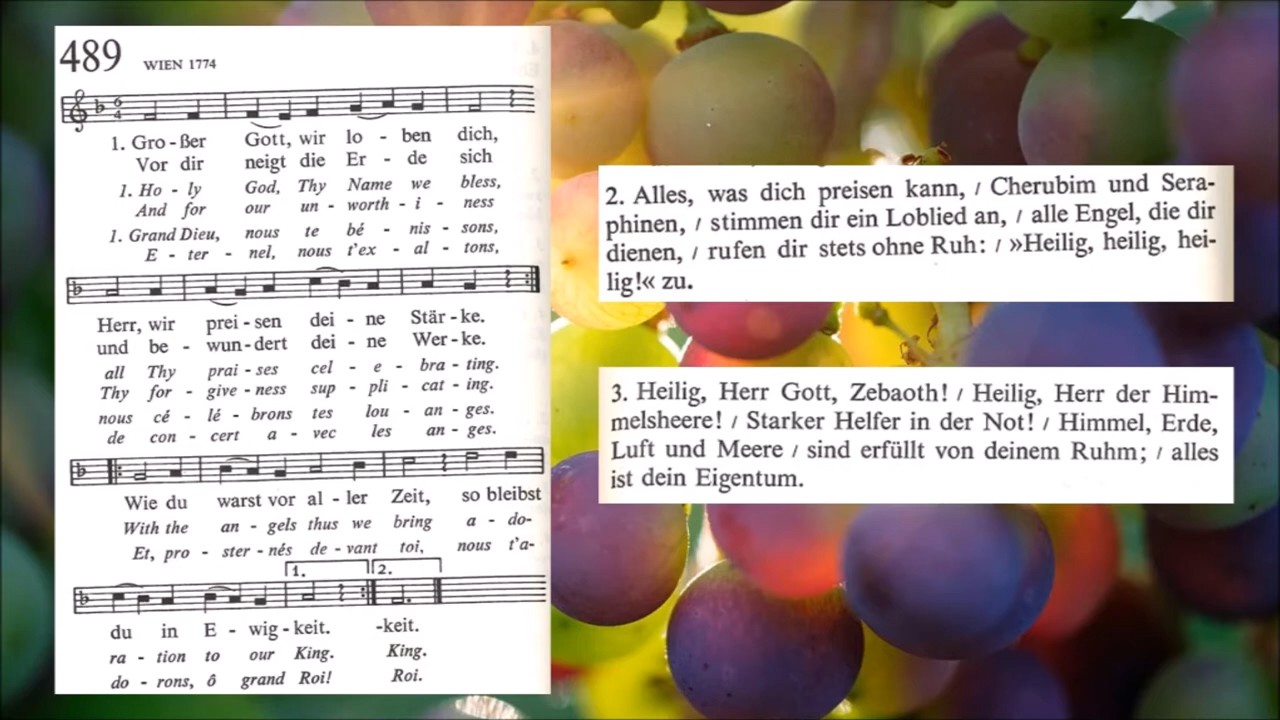 489 WIEN 1774
1. Gro - ßer Gott, wir lo - ben dich,
Vor dir neigt die Er - de sich
1. Ho - ly God, Thy Name we bless,
And for our un - worth - i - ness
1. Grand Dieu, nous te bé - nis - sons,
E - ter - nel, nous t'ex - al - tons,
Herr, wir prei - sen dei - ne Stär - ke.
und be - wun - dert dei - ne Wer - ke.
all Thy prai - ses cel - e - bra - ting.
Thy for - give - ness sup - pli - cat - ing.
nous cé - lé - brons tes lou - an - ges.
de con - cert a - vec les an - ges.
Wie du warst vor al - ler Zeit, so bleibst
With the an - gels thus we bring a - do-
Et, pro - ster - nés de - vant toi, nous t'a-
1. 2.
du in E - wig - keit. -keit.
ra - tion to our King. King.
do - rons, ô grand Roi! Roi.
2. Alles, was dich preisen kann, / Cherubim und Sera-
phinen, / stimmen dir ein Loblied an, / alle Engel, die dir
dienen, / rufen dir stets ohne Ruh: / »Heilig, heilig, hei-
lig!« zu.
3. Heilig, Herr Gott, Zebaoth! / Heilig, Herr der Him-
melsheere! / Starker Helfer in der Not! / Himmel, Erde,
Luft und Meere / sind erfüllt von deinem Ruhm; / alles
ist dein Eigentum.